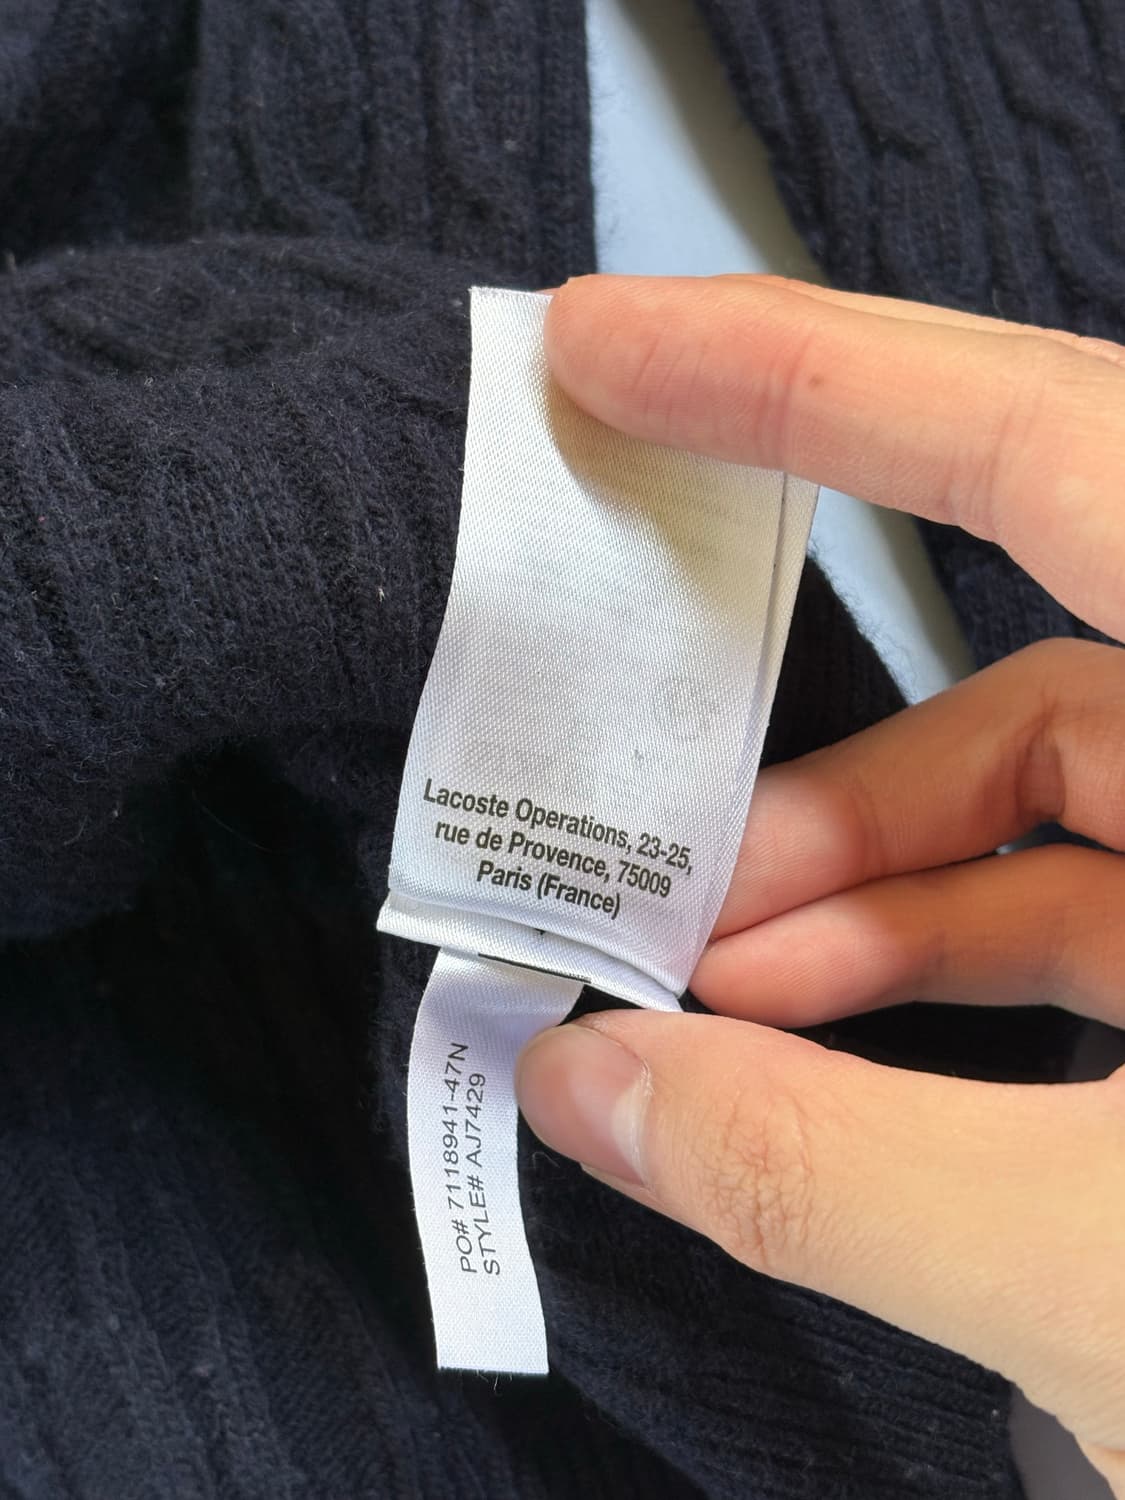 Lacoste Operations, 23-25,
rue de Provence, 75009
Paris (France)
PO# 7118941-47N
STYLE# AJ7429